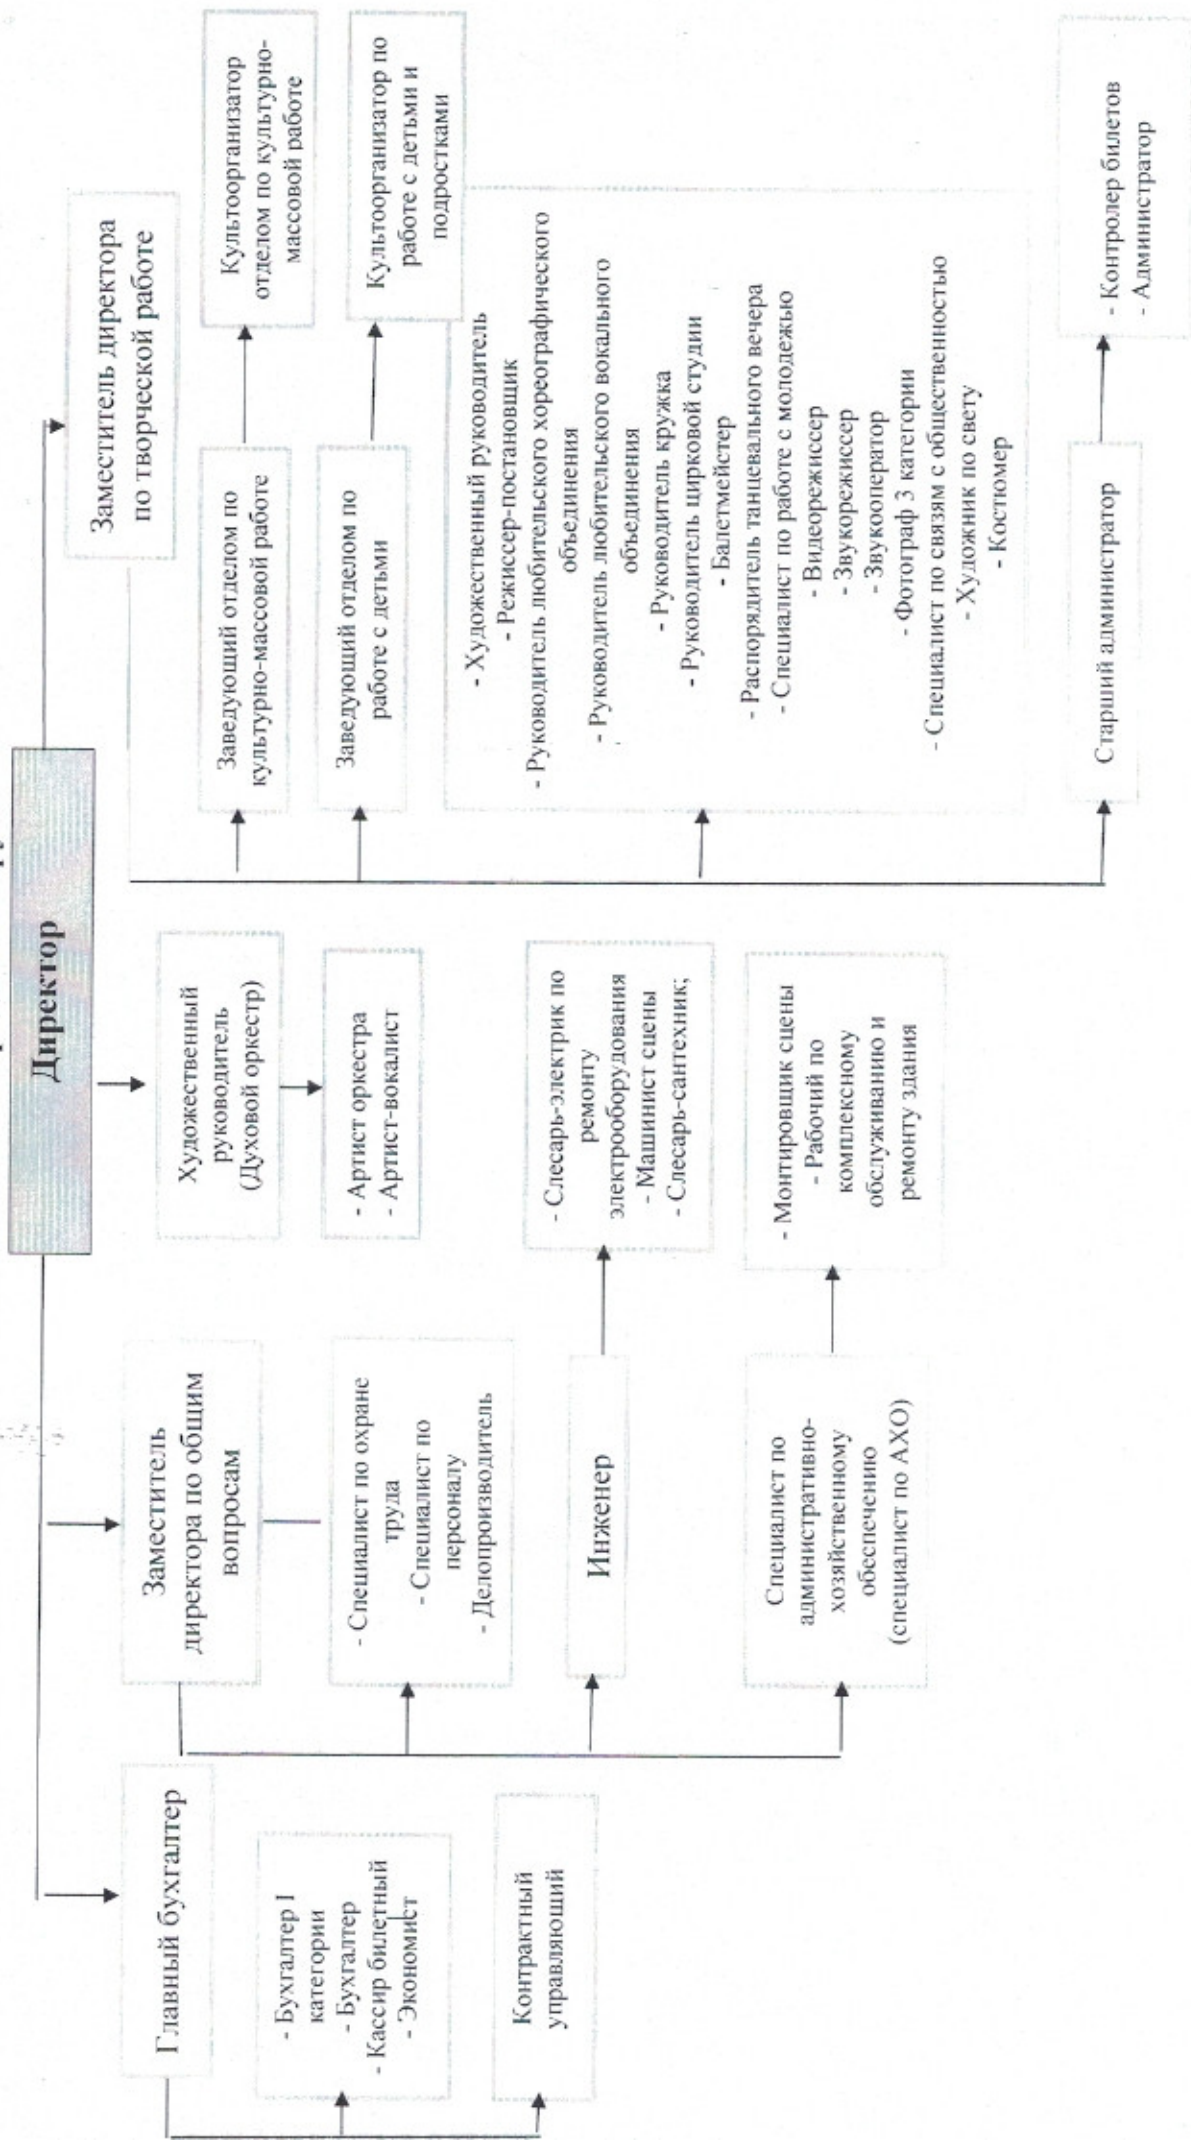 Директор
Главный бухгалтер
- Бухгалтер I
категории
- Бухгалтер
- Кассир билетный
- Экономист
Контрактный
управляющий
Заместитель
директора по общим
вопросам
- Специалист по охране
труда
- Специалист по
персоналу
- Делопроизводитель
Инженер
- Слесарь-электрик по
ремонту
электрооборудования
- Машинист сцены
- Слесарь-сантехник;
Специалист по
административно-
хозяйственному
обеспечению
(специалист по АХО)
- Монтировщик сцены
- Рабочий по
комплексному
обслуживанию и
ремонту здания
Художественный
руководитель
(Духовой оркестр)
- Артист оркестра
- Артист-вокалист
Заместитель директора
по творческой работе
Заведующий отделом по
культурно-массовой работе
Культоорганизатор
отделом по культурно-
массовой работе
Заведующий отделом по
работе с детьми
Культоорганизатор по
работе с детьми и
подростками
- Художественный руководитель
- Режиссер-постановщик
- Руководитель любительского хореографического
объединения
- Руководитель любительского вокального
объединения
- Руководитель кружка
- Руководитель цирковой студии
- Балетмейстер
- Распорядитель танцевального вечера
- Специалист по работе с молодежью
- Видеорежиссер
- Звукорежиссер
- Звукооператор
- Фотограф 3 категории
- Специалист по связям с общественностью
- Художник по свету
- Костюмер
Старший администратор
- Контролер билетов
- Администратор